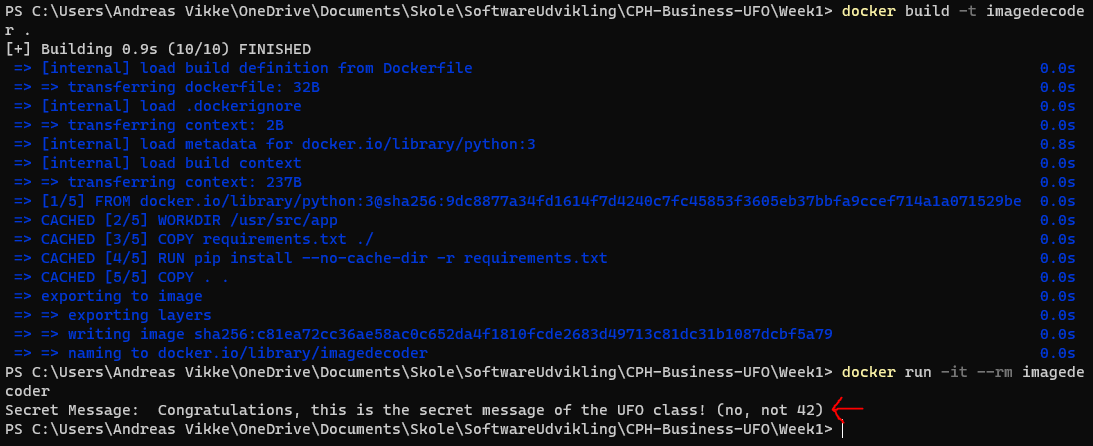 PS C:\Users\Andreas Vikke\OneDrive\Documents\Skole\SoftwareUdvikling\CPH-Business-UFO\Week1> docker build -t imagedecode
r .
[+] Building 0.9s (10/10) FINISHED
=> [internal] load build definition from Dockerfile 0.0s
=> => transferring dockerfile: 32B 0.0s
=> [internal] load .dockerignore 0.0s
=> => transferring context: 2B 0.0s
=> [internal] load metadata for docker.io/library/python:3 0.8s
=> [internal] load build context 0.0s
=> => transferring context: 237B 0.0s
=> [1/5] FROM docker.io/library/python:3@sha256:9dc8877a34fd1614f7d4240c7fc45853f3605eb37bbfa9ccef714a1a071529be 0.0s
=> CACHED [2/5] WORKDIR /usr/src/app 0.0s
=> CACHED [3/5] COPY requirements.txt ./ 0.0s
=> CACHED [4/5] RUN pip install --no-cache-dir -r requirements.txt 0.0s
=> CACHED [5/5] COPY . . 0.0s
=> exporting to image 0.0s
=> => exporting layers 0.0s
=> => writing image sha256:c81ea72cc36ae58ac0c652da4f1810fcde2683d49713c81dc31b1087dcbf5a79 0.0s
=> => naming to docker.io/library/imagedecoder 0.0s
PS C:\Users\Andreas Vikke\OneDrive\Documents\Skole\SoftwareUdvikling\CPH-Business-UFO\Week1> docker run -it --rm imagede
coder
Secret Message:  Congratulations, this is the secret message of the UFO class! (no, not 42)
PS C:\Users\Andreas Vikke\OneDrive\Documents\Skole\SoftwareUdvikling\CPH-Business-UFO\Week1>